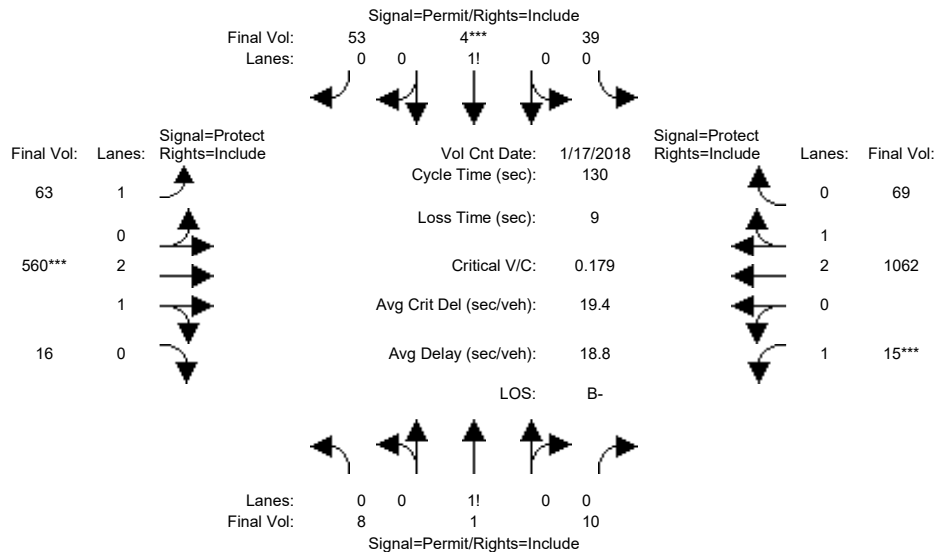 Signal=Permit/Rights=Include
Final Vol: 53 4*** 39
Lanes: 0 0 1! 0 0
Signal=Protect Signal=Protect
Final Vol: Lanes: Rights=Include Vol Cnt Date: 1/17/2018 Rights=Include Lanes: Final Vol:
Cycle Time (sec): 130
63 1 0 69
Loss Time (sec): 9
0 1
560*** 2 Critical V/C: 0.179 2 1062
1 Avg Crit Del (sec/veh): 19.4 0
16 0 Avg Delay (sec/veh): 18.8 1 15***
LOS: B-
Lanes: 0 0 1! 0 0
Final Vol: 8 1 10
Signal=Permit/Rights=Include